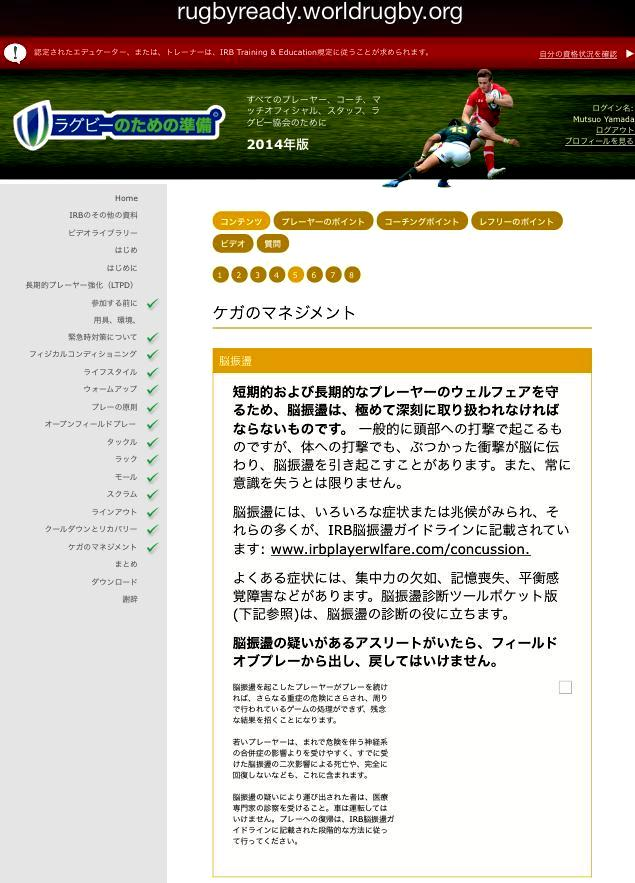 rugbyready.worldrugby.org
認定されたエデュケーター、または、トレーナーは、IRB Training & Education規定に従うことが求められます。
自分の資格状況を確認
ラグビーのための準備
すべてのプレーヤー、コーチ、マ
ッチオフィシャル、スタッフ、ラ
グビー協会のために
2014年版
15
ログイン名:
Mutsuo Yamada
ログアウト
プロフィールを見る
Home
IRBのその他の資料
ビデオライブラリー
はじめ
はじめに
長期的プレーヤー強化（LTPD）
参加する前に
用具、環境、
緊急時対策について
フィジカルコンディショニング
ライフスタイル
ウォームアップ
プレーの原則
オープンフィールドプレー
タックル
ラック
モール
スクラム
ラインアウト
クールダウンとリカバリー
ケガのマネジメント
まとめ
ダウンロード
謝辞
コンテンツ プレーヤーのポイント コーチングポイント レフリーのポイント
ビデオ 質問
1 2 3 4 5 6 7 8
ケガのマネジメント
脳振盪
短期的および長期的なプレーヤーのウェルフェアを守
るため、脳振盪は、極めて深刻に取り扱われなければ
ならないものです。 一般的に頭部への打撃で起こるも
のですが、体への打撃でも、ぶつかった衝撃が脳に伝
わり、脳振盪を引き起こすことがあります。また、常に
意識を失うとは限りません。
脳振盪には、いろいろな症状または兆候がみられ、そ
れらの多くが、IRB脳振盪ガイドラインに記載されてい
ます: www.irbplayerwlfare.com/concussion.
よくある症状には、集中力の欠如、記憶喪失、平衡感
覚障害などがあります。脳振盪診断ツールポケット版
(下記参照)は、脳振盪の診断の役に立ちます。
脳振盪の疑いがあるアスリートがいたら、フィールド
オブプレーから出し、戻してはいけません。
脳振盪を起こしたプレーヤーがプレーを続け
れば、さらなる重症の危険にさらされ、周り
で行われているゲームの処理ができず、残念
な結果を招くことになります。
若いプレーヤーは、まれで危険を伴う神経系
の合併症の影響よりを受けやすく、すでに受
けた脳振盪の二次影響による死亡や、完全に
回復しないなども、これに含まれます。
脳振盪の疑いにより運び出された者は、医療
専門家の診察を受けること。車は運転しては
いけません。プレーへの復帰は、IRB脳振盪ガ
イドラインに記載された段階的な方法に従っ
て行ってください。